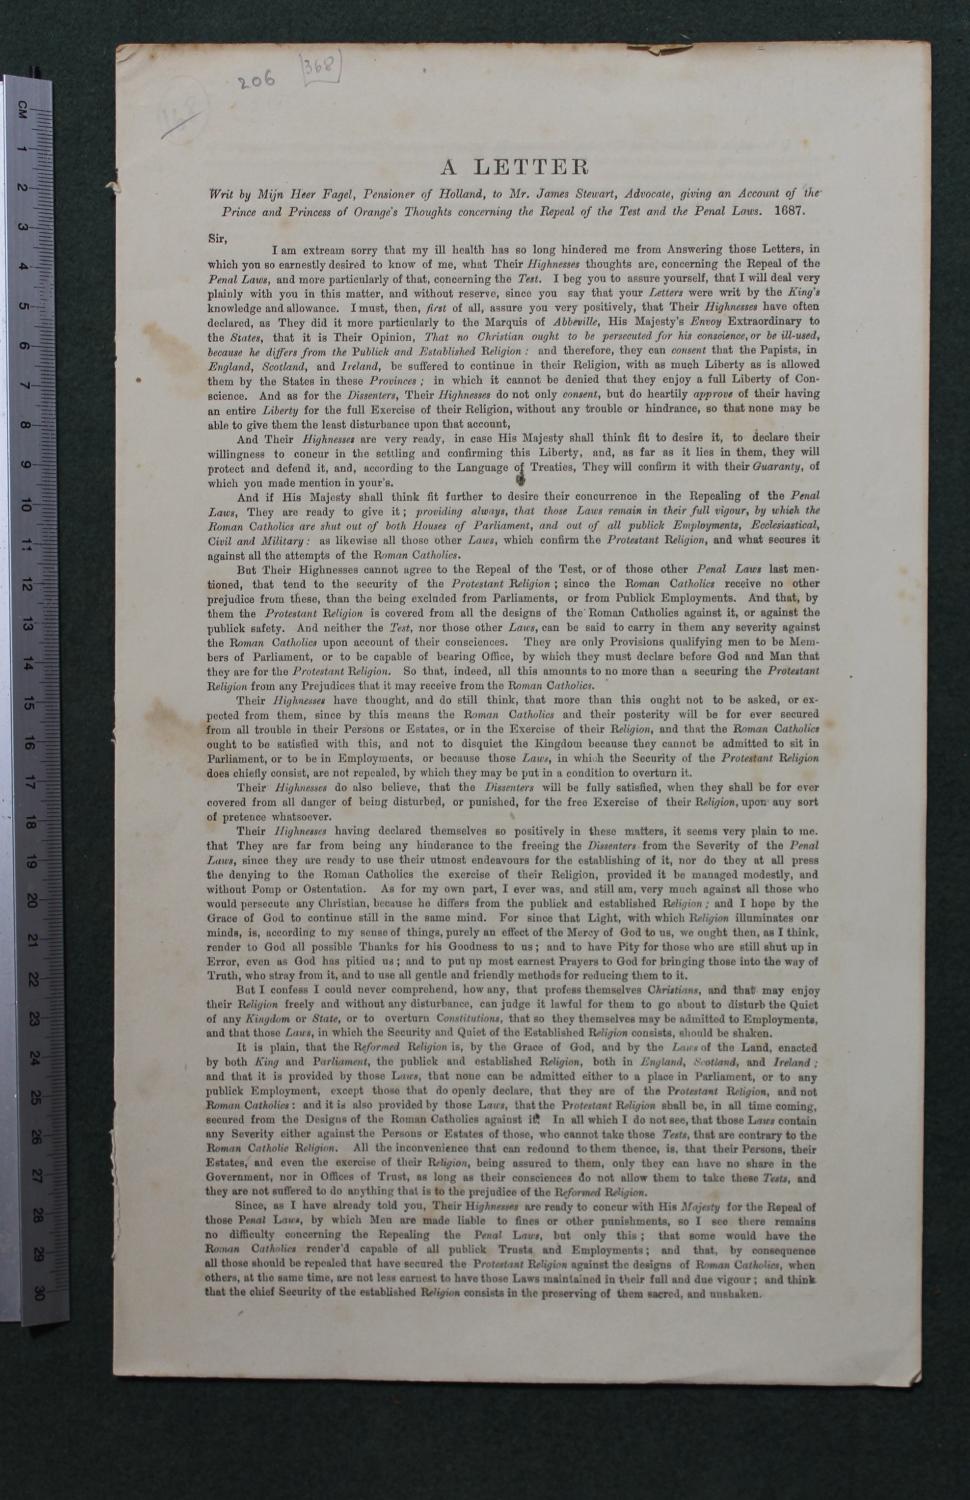 206 [368]
CM 1 2 3 4 5 6 7 8 9 10 11 12 13 14 15 16 17 18 19 20 21 22 23 24 25 26 27 28 29 30
A LETTER
Writ by Mijn Heer Fagel, Pensioner of Holland, to Mr. James Stewart, Advocate, giving an Account of the
Prince and Princess of Orange's Thoughts concerning the Repeal of the Test and the Penal Laws. 1687.
Sir,
I am extream sorry that my ill health has so long hindered me from Answering those Letters, in
which you so earnestly desired to know of me, what Their Highnesses thoughts are, concerning the Repeal of the
Penal Laws, and more particularly of that, concerning the Test. I beg you to assure yourself, that I will deal very
plainly with you in this matter, and without reserve, since you say that your Letters were writ by the King's
knowledge and allowance. I must, then, first of all, assure you very positively, that Their Highnesses have often
declared, as They did it more particularly to the Marquis of Abbeville, His Majesty's Envoy Extraordinary to
the States, that it is Their Opinion, That no Christian ought to be persecuted for his conscience, or be ill-used,
because he differs from the Publick and Established Religion : and therefore, they can consent that the Papists, in
England, Scotland, and Ireland, be suffered to continue in their Religion, with as much Liberty as is allowed
them by the States in these Provinces ; in which it cannot be denied that they enjoy a full Liberty of Con-
science. And as for the Dissenters, Their Highnesses do not only consent, but do heartily approve of their having
an entire Liberty for the full Exercise of their Religion, without any trouble or hindrance, so that none may be
able to give them the least disturbance upon that account,
And Their Highnesses are very ready, in case His Majesty shall think fit to desire it, to declare their
willingness to concur in the settling and confirming this Liberty, and, as far as it lies in them, they will
protect and defend it, and, according to the Language of Treaties, They will confirm it with their Guaranty, of
which you made mention in your's.
And if His Majesty shall think fit further to desire their concurrence in the Repealing of the Penal
Laws, They are ready to give it ; providing always, that those Laws remain in their full vigour, by which the
Roman Catholics are shut out of both Houses of Parliament, and out of all publick Employments, Ecclesiastical,
Civil and Military : as likewise all those other Laws, which confirm the Protestant Religion, and what secures it
against all the attempts of the Roman Catholics.
But Their Highnesses cannot agree to the Repeal of the Test, or of those other Penal Laws last men-
tioned, that tend to the security of the Protestant Religion ; since the Roman Catholics receive no other
prejudice from these, than the being excluded from Parliaments, or from Publick Employments. And that, by
them the Protestant Religion is covered from all the designs of the Roman Catholics against it, or against the
publick safety. And neither the Test, nor those other Laws, can be said to carry in them any severity against
the Roman Catholics upon account of their consciences. They are only Provisions qualifying men to be Mem-
bers of Parliament, or to be capable of bearing Office, by which they must declare before God and Man that
they are for the Protestant Religion. So that, indeed, all this amounts to no more than a securing the Protestant
Religion from any Prejudices that it may receive from the Roman Catholics.
Their Highnesses have thought, and do still think, that more than this ought not to be asked, or ex-
pected from them, since by this means the Roman Catholics and their posterity will be for ever secured
from all trouble in their Persons or Estates, or in the Exercise of their Religion, and that the Roman Catholics
ought to be satisfied with this, and not to disquiet the Kingdom because they cannot be admitted to sit in
Parliament, or to be in Employments, or because those Laws, in which the Security of the Protestant Religion
does chiefly consist, are not repealed, by which they may be put in a condition to overturn it.
Their Highnesses do also believe, that the Dissenters will be fully satisfied, when they shall be for ever
covered from all danger of being disturbed, or punished, for the free Exercise of their Religion, upon any sort
of pretence whatsoever.
Their Highnesses having declared themselves so positively in these matters, it seems very plain to me.
that They are far from being any hinderance to the freeing the Dissenters from the Severity of the Penal
Laws, since they are ready to use their utmost endeavours for the establishing of it, nor do they at all press
the denying to the Roman Catholics the exercise of their Religion, provided it be managed modestly, and
without Pomp or Ostentation. As for my own part, I ever was, and still am, very much against all those who
would persecute any Christian, because he differs from the publick and established Religion ; and I hope by the
Grace of God to continue still in the same mind. For since that Light, with which Religion illuminates our
minds, is, according to my sense of things, purely an effect of the Mercy of God to us, we ought then, as I think,
render to God all possible Thanks for his Goodness to us ; and to have Pity for those who are still shut up in
Error, even as God has pitied us ; and to put up most earnest Prayers to God for bringing those into the way of
Truth, who stray from it, and to use all gentle and friendly methods for reducing them to it.
But I confess I could never comprehend, how any, that profess themselves Christians, and that may enjoy
their Religion freely and without any disturbance, can judge it lawful for them to go about to disturb the Quiet
of any Kingdom or State, or to overturn Constitutions, that so they themselves may be admitted to Employments,
and that those Laws, in which the Security and Quiet of the Established Religion consists, should be shaken.
It is plain, that the Reformed Religion is, by the Grace of God, and by the Laws of the Land, enacted
by both King and Parliament, the publick and established Religion, both in England, Scotland, and Ireland ;
and that it is provided by those Laws, that none can be admitted either to a place in Parliament, or to any
publick Employment, except those that do openly declare, that they are of the Protestant Religion, and not
Roman Catholics : and it is also provided by those Laws, that the Protestant Religion shall be, in all time coming,
secured from the Designs of the Roman Catholics against it. In all which I do not see, that those Laws contain
any Severity either against the Persons or Estates of those, who cannot take those Tests, that are contrary to the
Roman Catholic Religion. All the inconvenience that can redound to them thence, is, that their Persons, their
Estates, and even the exercise of their Religion, being assured to them, only they can have no share in the
Government, nor in Offices of Trust, as long as their consciences do not allow them to take these Tests, and
they are not suffered to do anything that is to the prejudice of the Reformed Religion.
Since, as I have already told you, Their Highnesses are ready to concur with His Majesty for the Repeal of
those Penal Laws, by which Men are made liable to fines or other punishments, so I see there remains
no difficulty concerning the Repealing the Penal Laws, but only this ; that some would have the
Roman Catholics render'd capable of all publick Trusts and Employments ; and that, by consequence
all those should be repealed that have secured the Protestant Religion against the designs of Roman Catholics, when
others, at the same time, are not less earnest to have those Laws maintained in their full and due vigour ; and think
that the chief Security of the established Religion consists in the preserving of them sacred, and unshaken.